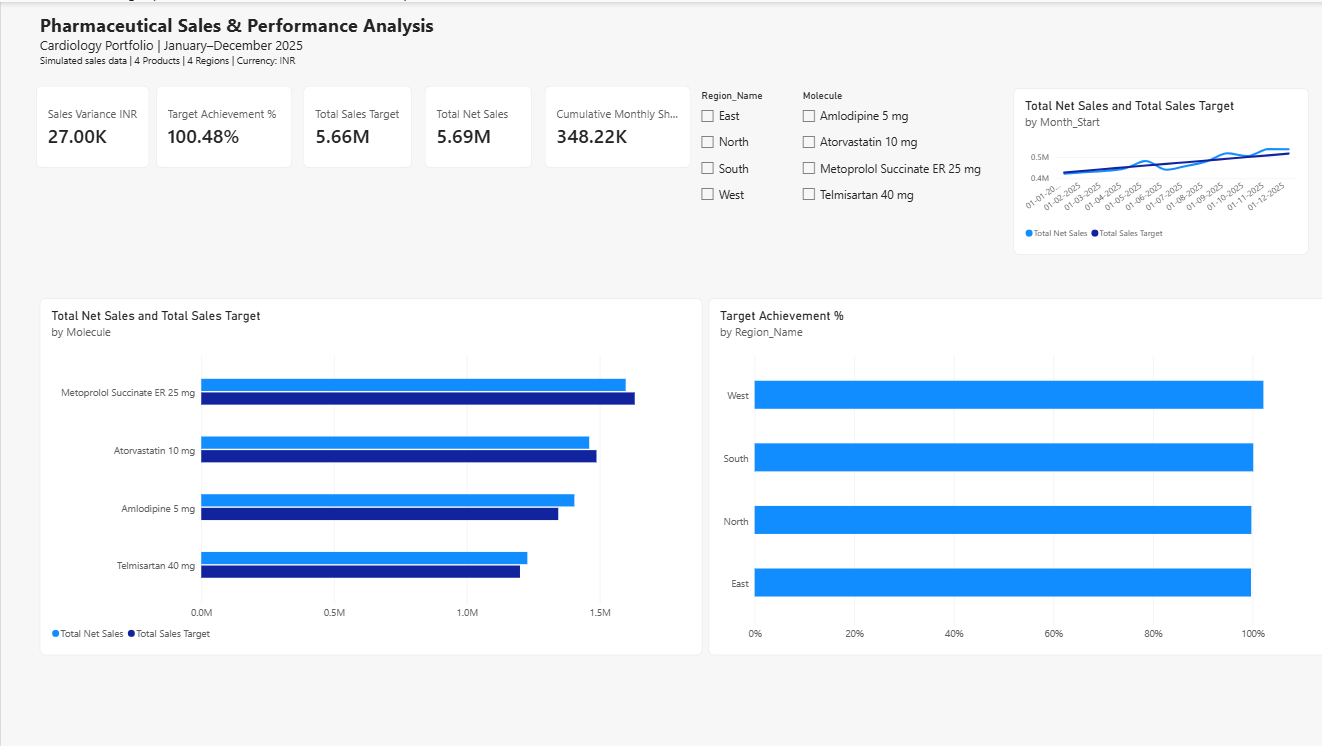 Pharmaceutical Sales & Performance Analysis
Cardiology Portfolio | January–December 2025
Simulated sales data | 4 Products | 4 Regions | Currency: INR
Sales Variance INR
27.00K
Target Achievement %
100.48%
Total Sales Target
5.66M
Total Net Sales
5.69M
Cumulative Monthly Sh...
348.22K
Region_Name
East
North
South
West
Molecule
Amlodipine 5 mg
Atorvastatin 10 mg
Metoprolol Succinate ER 25 mg
Telmisartan 40 mg
Total Net Sales and Total Sales Target
by Month_Start
0.5M
0.4M
01-01-20...
01-02-2025
01-03-2025
01-04-2025
01-05-2025
01-06-2025
01-07-2025
01-08-2025
01-09-2025
01-10-2025
01-11-2025
01-12-2025
Total Net Sales Total Sales Target
Total Net Sales and Total Sales Target
by Molecule
Metoprolol Succinate ER 25 mg
Atorvastatin 10 mg
Amlodipine 5 mg
Telmisartan 40 mg
0.0M 0.5M 1.0M 1.5M
Total Net Sales Total Sales Target
Target Achievement %
by Region_Name
West
South
North
East
0% 20% 40% 60% 80% 100%